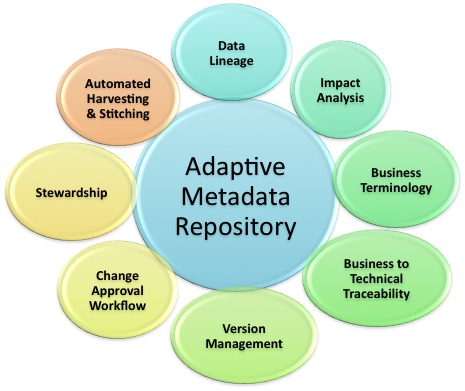 Data
Lineage
Impact
Analysis
Business
Terminology
Business to
Technical
Traceability
Version
Management
Change
Approval
Workflow
Stewardship
Automated
Harvesting
& Stitching
Adaptive
Metadata
Repository